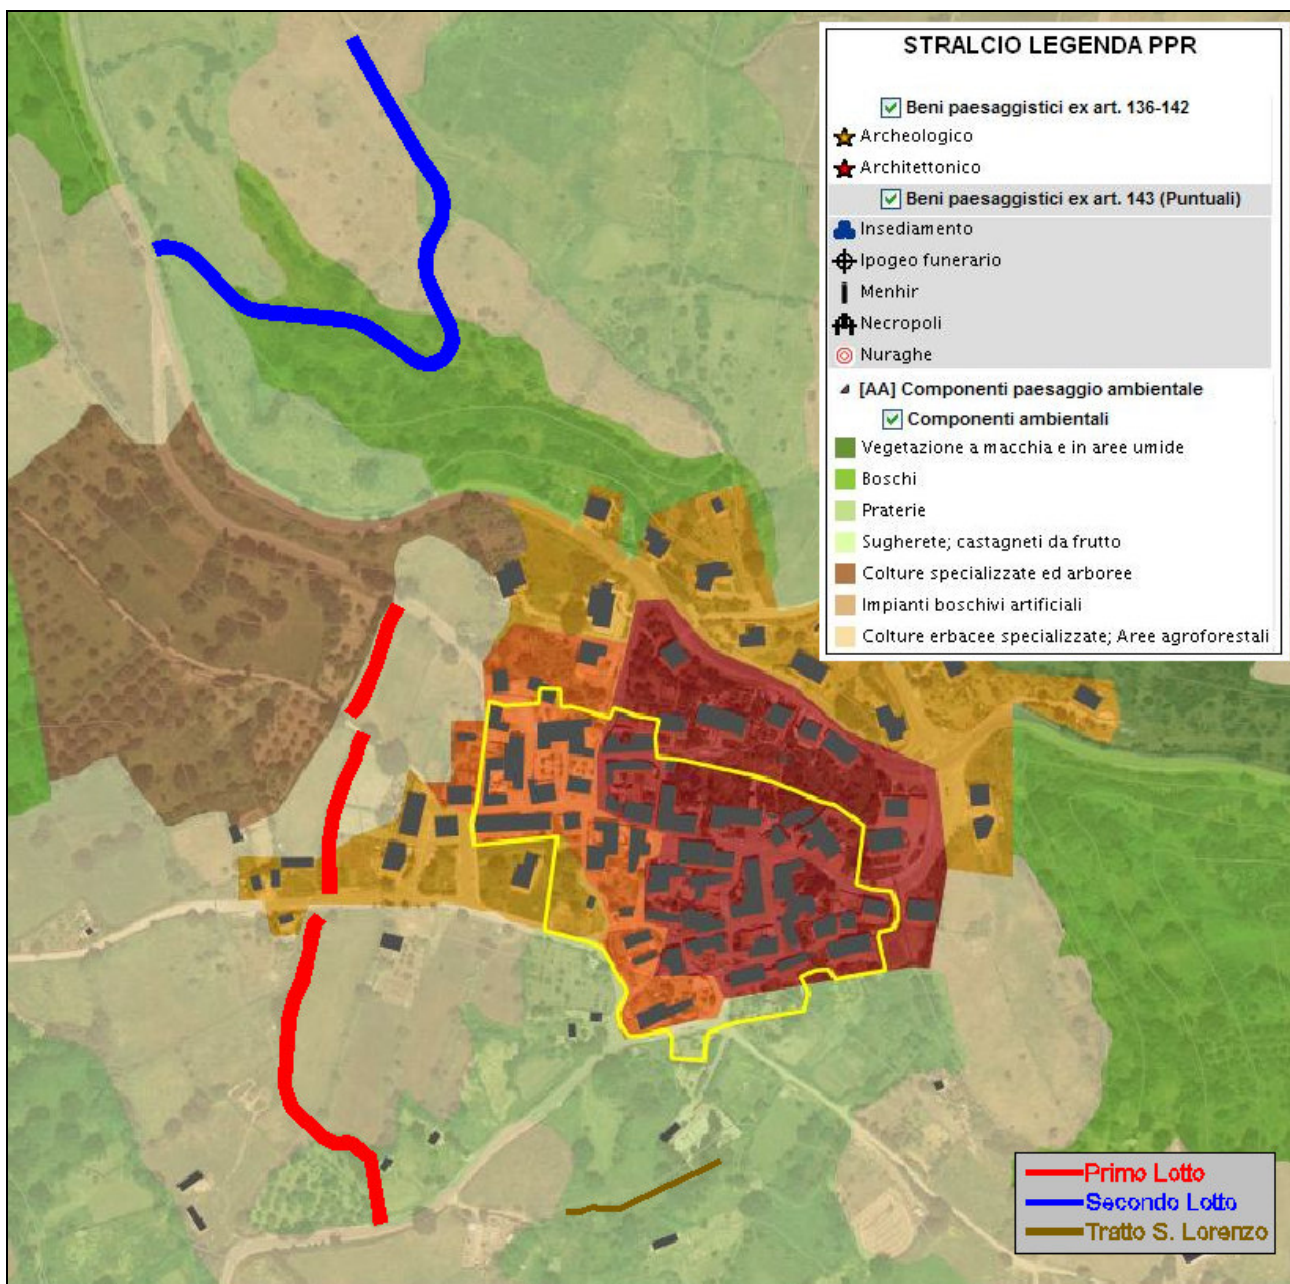 STRALCIO LEGENDA PPR
Beni paesaggistici ex art. 136-142
Archeologico
Architettonico
Beni paesaggistici ex art. 143 (Puntuali)
Insediamento
Ipogeo funerario
Menhir
Necropoli
Nuraghe
[AA] Componenti paesaggio ambientale
Componenti ambientali
Vegetazione a macchia e in aree umide
Boschi
Praterie
Sugherete; castagneti da frutto
Colture specializzate ed arboree
Impianti boschivi artificiali
Colture erbacee specializzate; Aree agroforestali
Primo Lotto
Secondo Lotto
Tratto S. Lorenzo